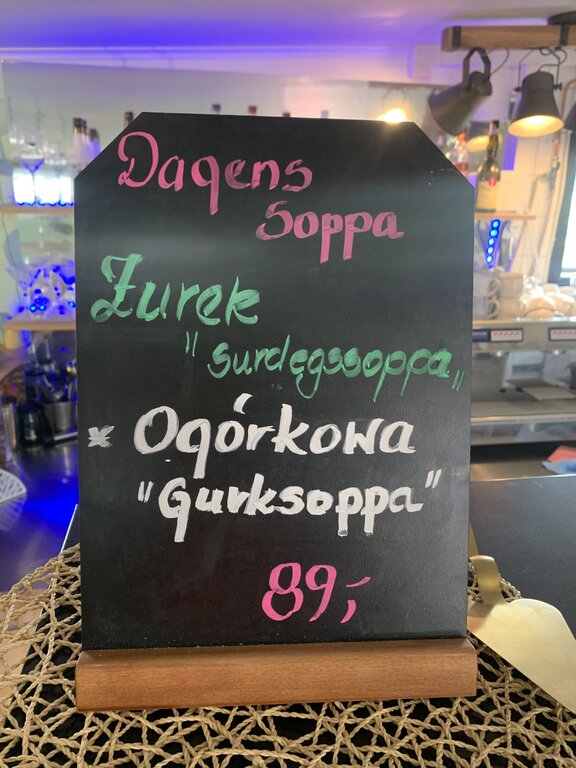 Dagens
Soppa
Żurek
"surdegssoppa„
* Ogórkowa
"Gurksoppa"
89,-